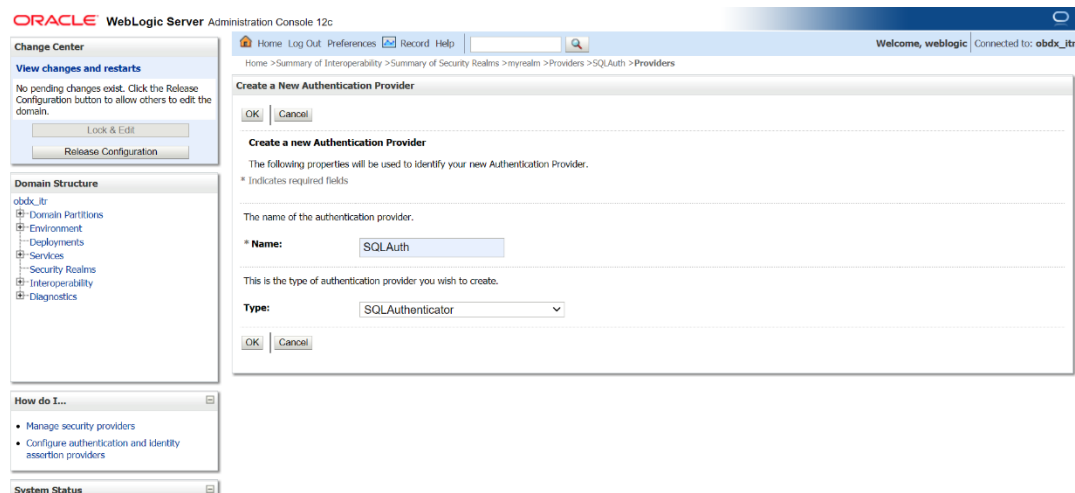 ORACLE WebLogic Server Administration Console 12c
Change Center
View changes and restarts
No pending changes exist. Click the Release
Configuration button to allow others to edit the
domain.
Lock & Edit
Release Configuration
Domain Structure
obdx_itr
Domain Partitions
Environment
Deployments
Services
Security Realms
Interoperability
Diagnostics
How do I...
Manage security providers
Configure authentication and identity
assertion providers
System Status
Home Log Out Preferences Record Help
Welcome, weblogic Connected to: obdx_itr
Home >Summary of Interoperability >Summary of Security Realms >myrealm >Providers >SQLAuth >Providers
Create a New Authentication Provider
OK Cancel
Create a new Authentication Provider
The following properties will be used to identify your new Authentication Provider.
* Indicates required fields
The name of the authentication provider.
* Name: SQLAuth
This is the type of authentication provider you wish to create.
Type: SQLAuthenticator
OK Cancel